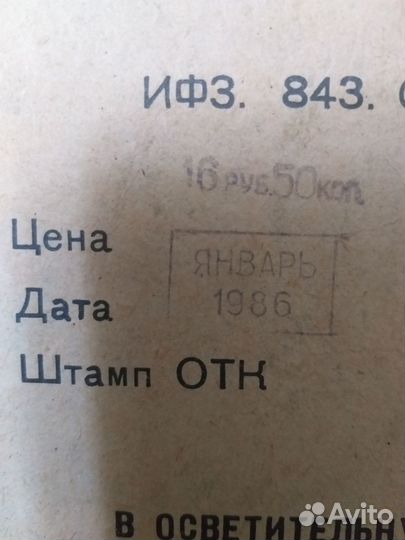 ИФЗ. 843.
16 РУБ. 50 КОП.
Цена
ЯНВАРЬ
Дата 1986
Штамп ОТК
В ОСВЕТИТЕЛЬН
Avito